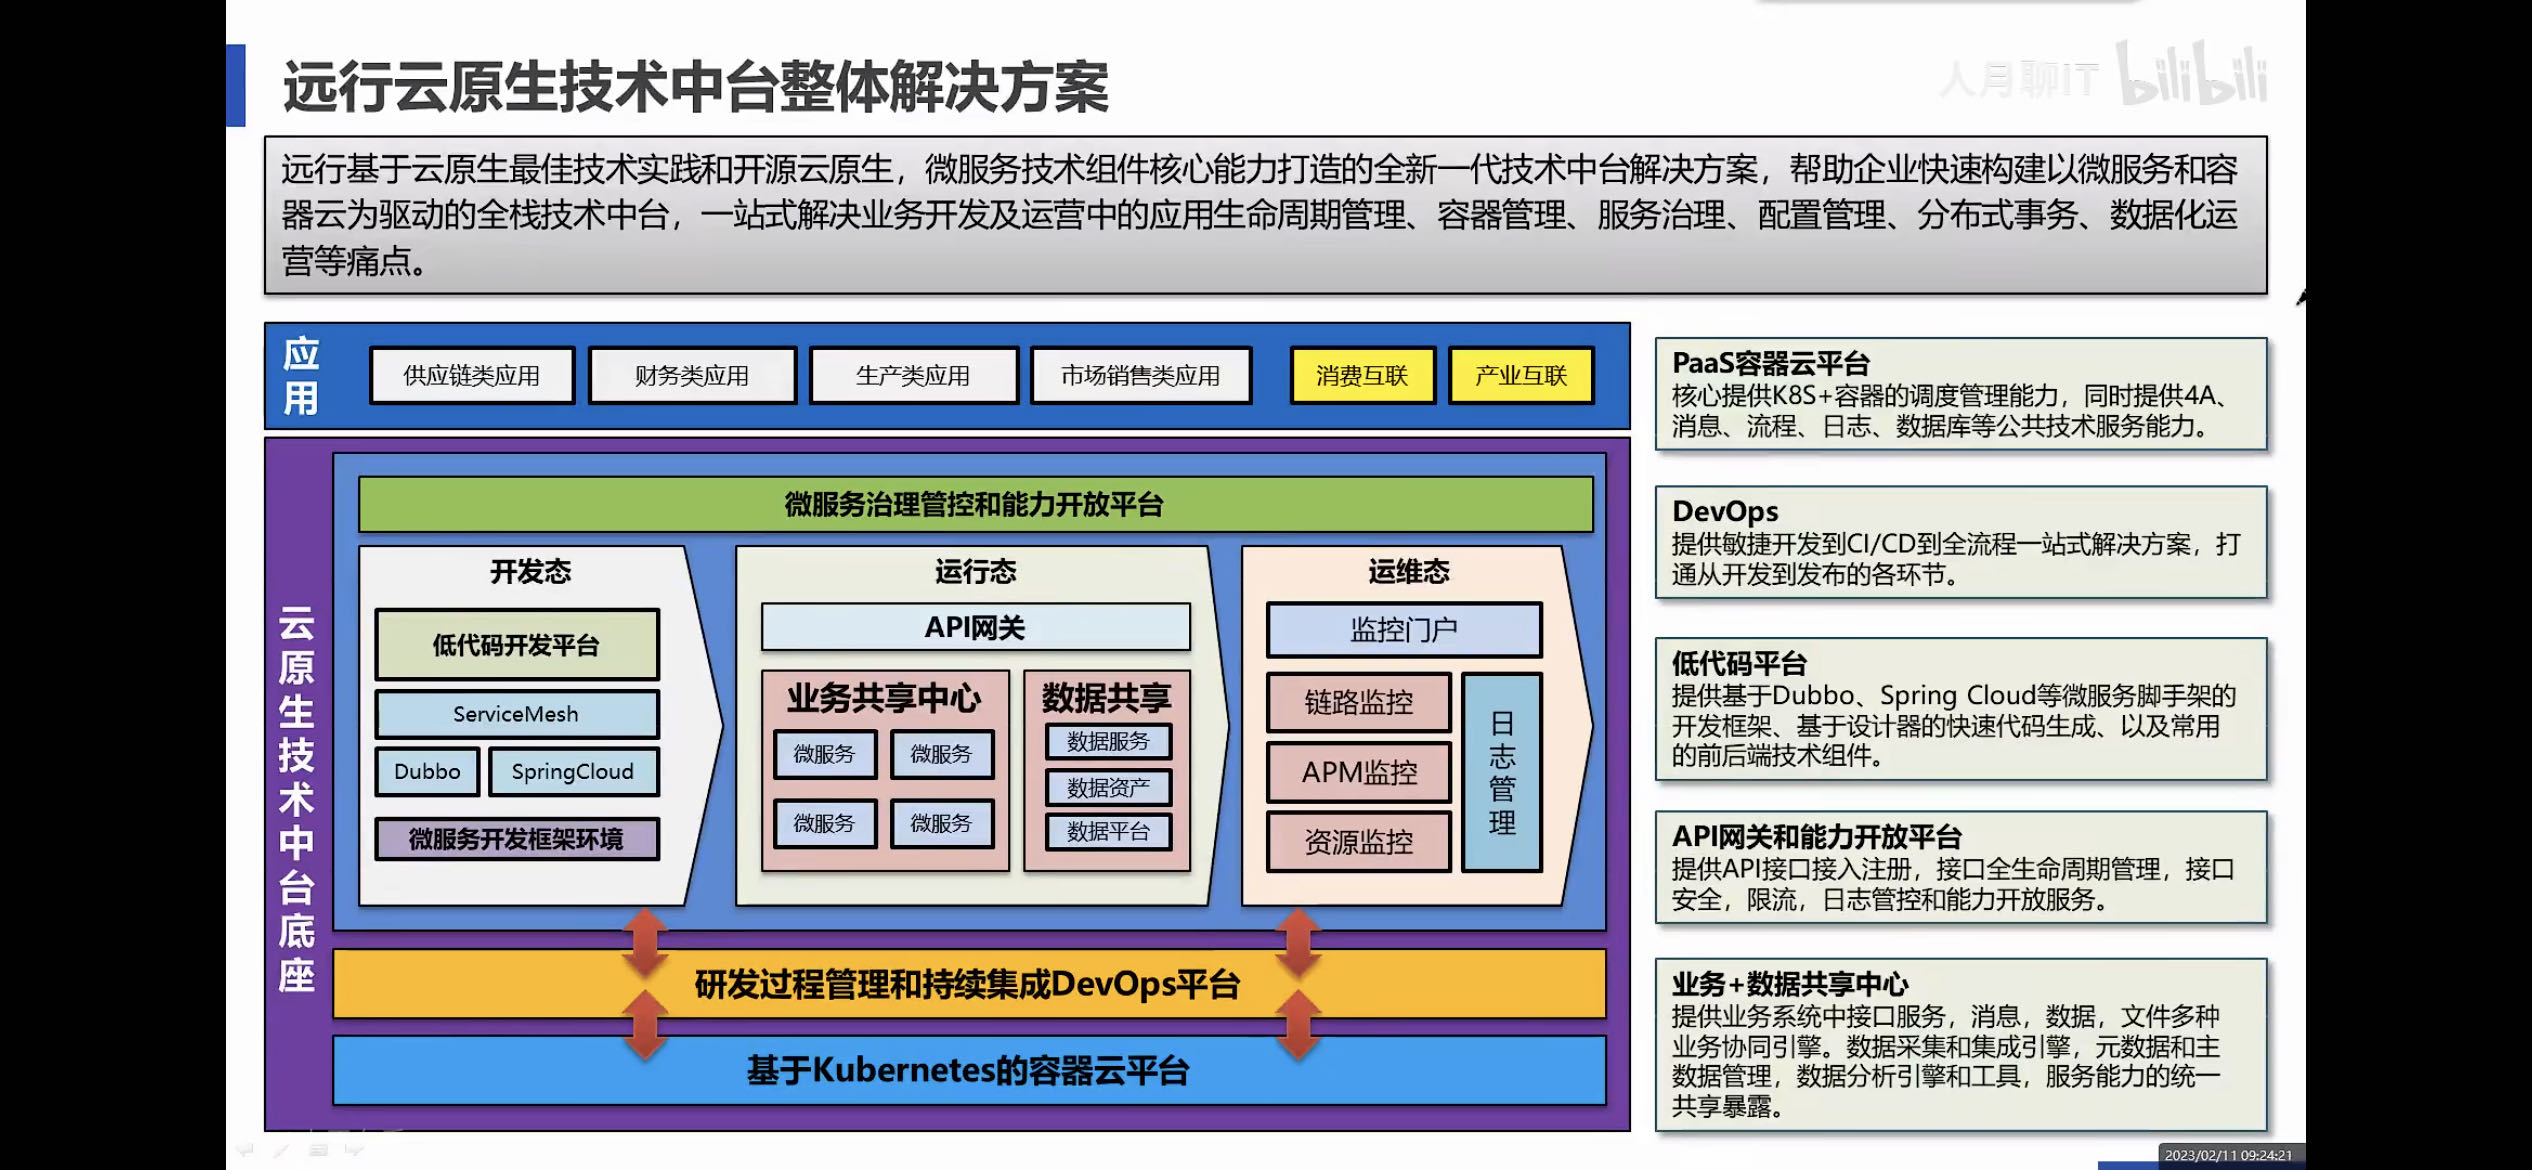 人月聊IT bilibili
远行云原生技术中台整体解决方案
远行基于云原生最佳技术实践和开源云原生，微服务技术组件核心能力打造的全新一代技术中台解决方案，帮助企业快速构建以微服务和容
器云为驱动的全栈技术中台，一站式解决业务开发及运营中的应用生命周期管理、容器管理、服务治理、配置管理、分布式事务、数据化运
营等痛点。
应用
供应链类应用
财务类应用
生产类应用
市场销售类应用
消费互联
产业互联
云原生技术中台底座
微服务治理管控和能力开放平台
开发态
低代码开发平台
ServiceMesh
Dubbo
SpringCloud
微服务开发框架环境
运行态
API网关
业务共享中心
微服务
微服务
微服务
微服务
数据共享
数据服务
数据资产
数据平台
运维态
监控门户
链路监控
APM监控
资源监控
日志管理
研发过程管理和持续集成DevOps平台
基于Kubernetes的容器云平台
PaaS容器云平台
核心提供K8S+容器的调度管理能力，同时提供4A、
消息、流程、日志、数据库等公共技术服务能力。
DevOps
提供敏捷开发到CI/CD到全流程一站式解决方案，打
通从开发到发布的各环节。
低代码平台
提供基于Dubbo、Spring Cloud等微服务脚手架的
开发框架、基于设计器的快速代码生成、以及常用
的前后端技术组件。
API网关和能力开放平台
提供API接口接入注册，接口全生命周期管理，接口
安全，限流，日志管控和能力开放服务。
业务+数据共享中心
提供业务系统中接口服务，消息，数据，文件多种
业务协同引擎。数据采集和集成引擎，元数据和主
数据管理，数据分析引擎和工具，服务能力的统一
共享暴露。
2023/02/11 09:24:21